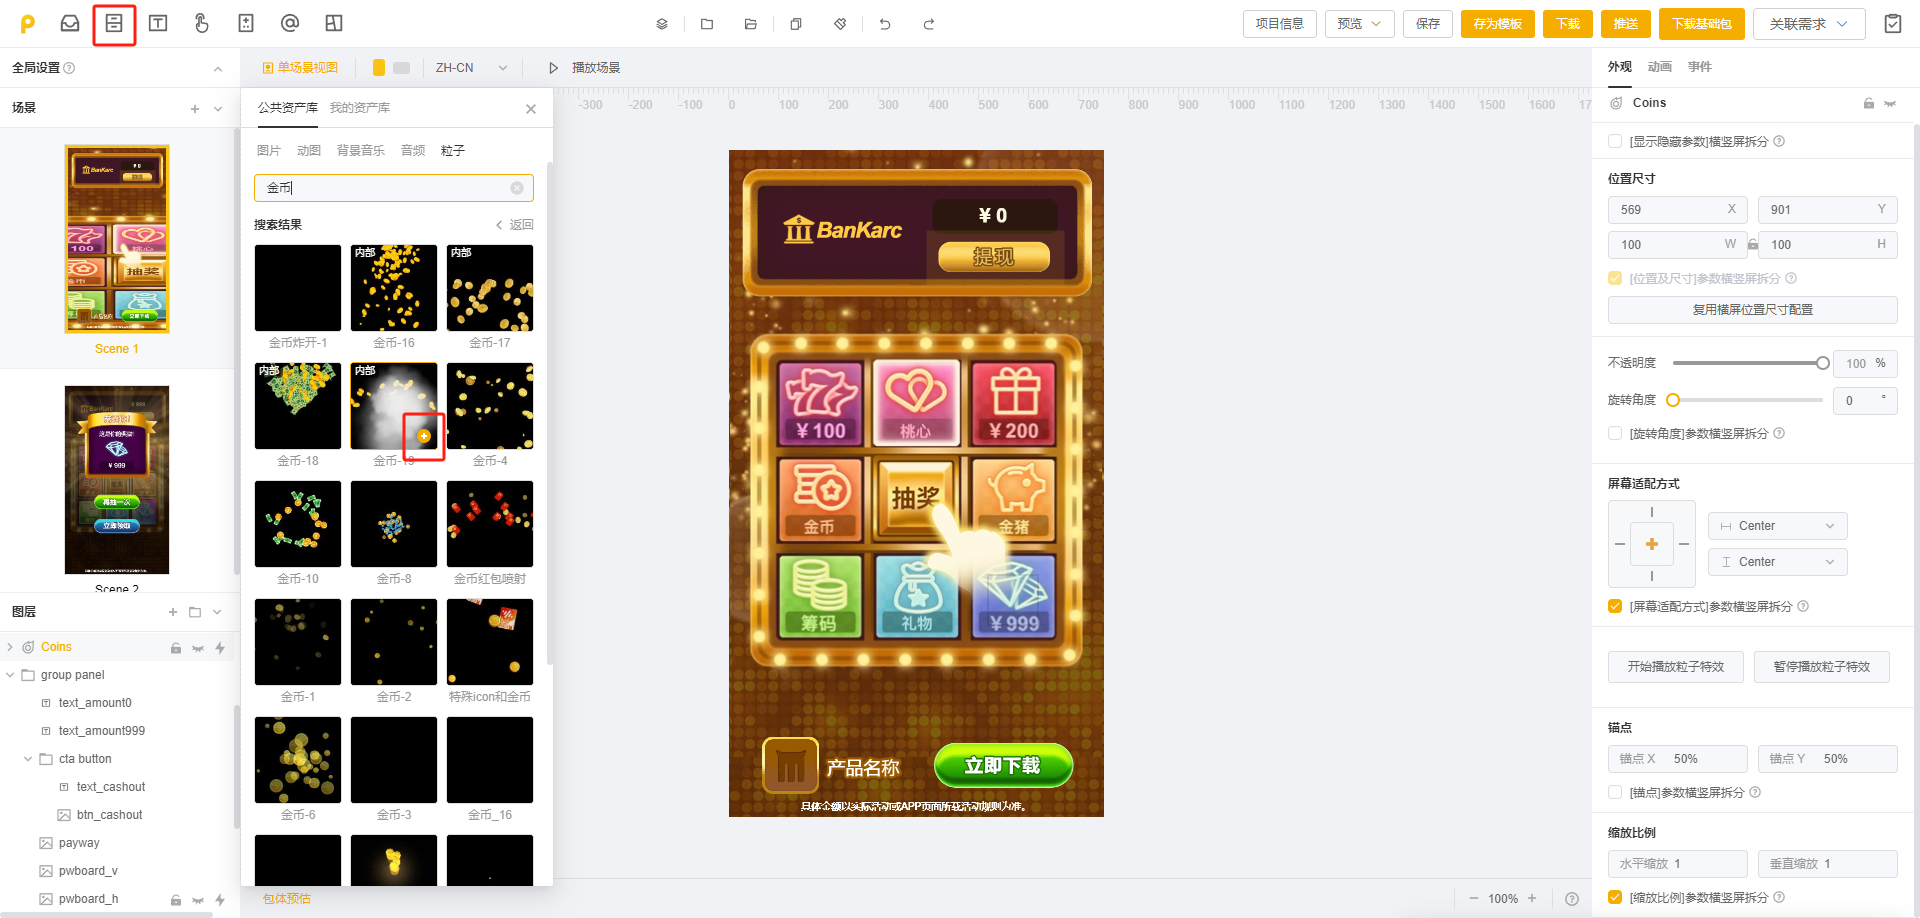 项目信息
预览
保存
存为模板
下载
推送
下载基础包
关联需求
全局设置
单场景视图
ZH-CN
播放场景
外观
动画
事件
场景
公共资产库
我的资产库
-300 -200 -100 0 100 200 300 400 500 600 700 800 900 1000 1100 1200 1300 1400 1500 1600 17
Coins
图片
动图
背景音乐
音频
粒子
金币
搜索结果
返回
内部
内部
金币炸开-1
金币-16
金币-17
内部
内部
金币-18
金币-19
金币-4
金币-10
金币-8
金币红包喷射
金币-1
金币-2
特殊icon和金币
金币-6
金币-3
金币_16
Scene 1
Scene 2
图层
Coins
group panel
text_amount0
text_amount999
cta button
text_cashout
btn_cashout
payway
pwboard_v
pwboard_h
BanKarc
¥ 0
提现
¥ 100
桃心
¥ 200
金币
抽奖
金猪
筹码
礼物
¥ 999
产品名称
立即下载
具体金额以实际活动或APP页面所载活动规则为准。
包体预估
100%
[显示隐藏参数]横竖屏拆分
位置尺寸
569 X
901 Y
100 W
100 H
[位置及尺寸]参数横竖屏拆分
复用横屏位置尺寸配置
不透明度
100 %
旋转角度
0 °
[旋转角度]参数横竖屏拆分
屏幕适配方式
Center
Center
[屏幕适配方式]参数横竖屏拆分
开始播放粒子特效
暂停播放粒子特效
锚点
锚点 X 50%
锚点 Y 50%
[锚点]参数横竖屏拆分
缩放比例
水平缩放 1
垂直缩放 1
[缩放比例]参数横竖屏拆分